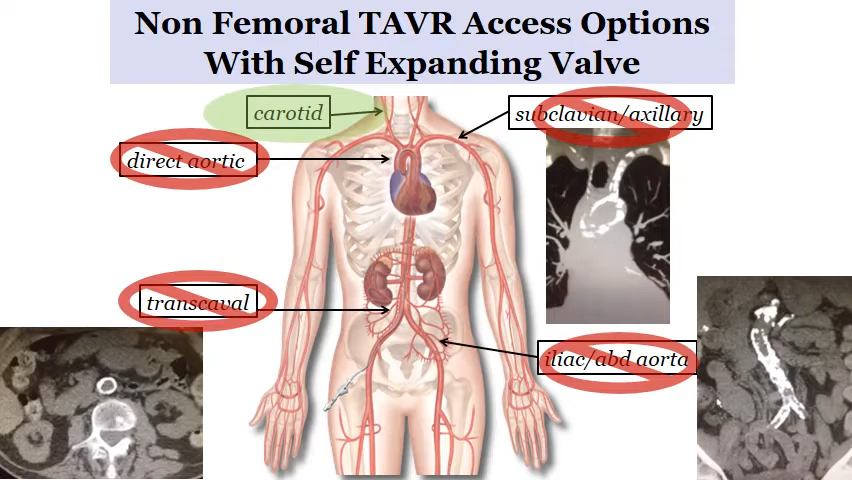 Non Femoral TAVR Access Options
With Self Expanding Valve
carotid
subclavian/axillary
direct aortic
transcaval
iliac/abd aorta